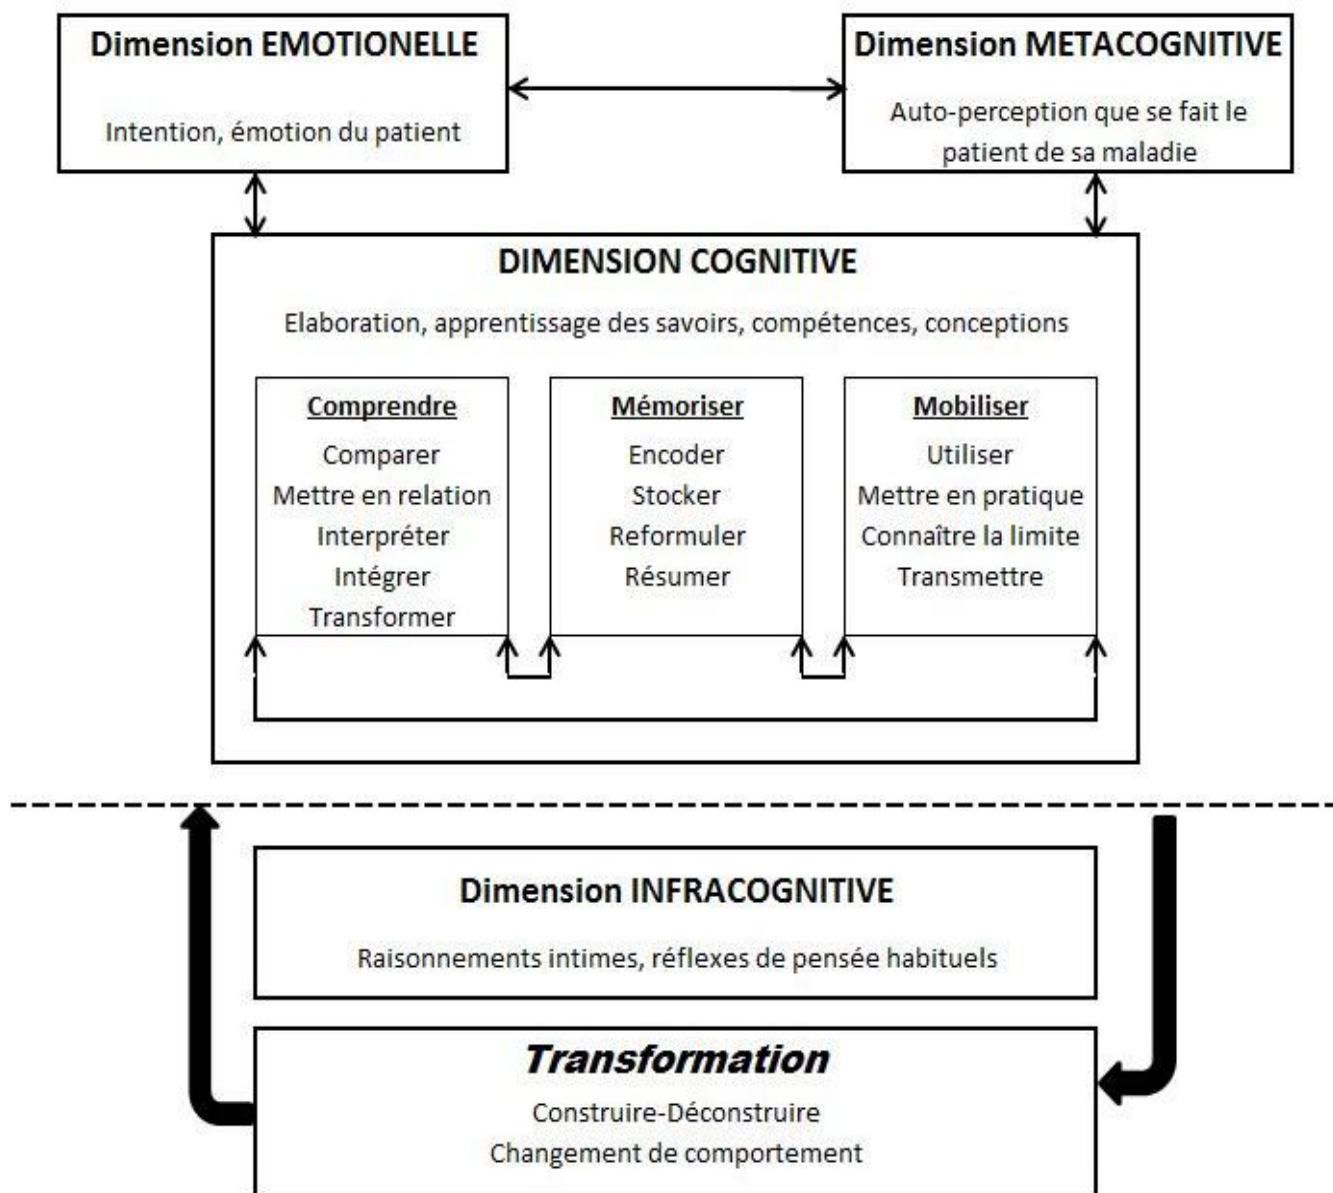 Dimension EMOTIONELLE
Intention, émotion du patient
Dimension METACOGNITIVE
Auto-perception que se fait le
patient de sa maladie
DIMENSION COGNITIVE
Elaboration, apprentissage des savoirs, compétences, conceptions
Comprendre
Comparer
Mettre en relation
Interpréter
Intégrer
Transformer
Mémoriser
Encoder
Stocker
Reformuler
Résumer
Mobiliser
Utiliser
Mettre en pratique
Connaître la limite
Transmettre
Dimension INFRACOGNITIVE
Raisonnements intimes, réflexes de pensée habituels
Transformation
Construire-Déconstruire
Changement de comportement